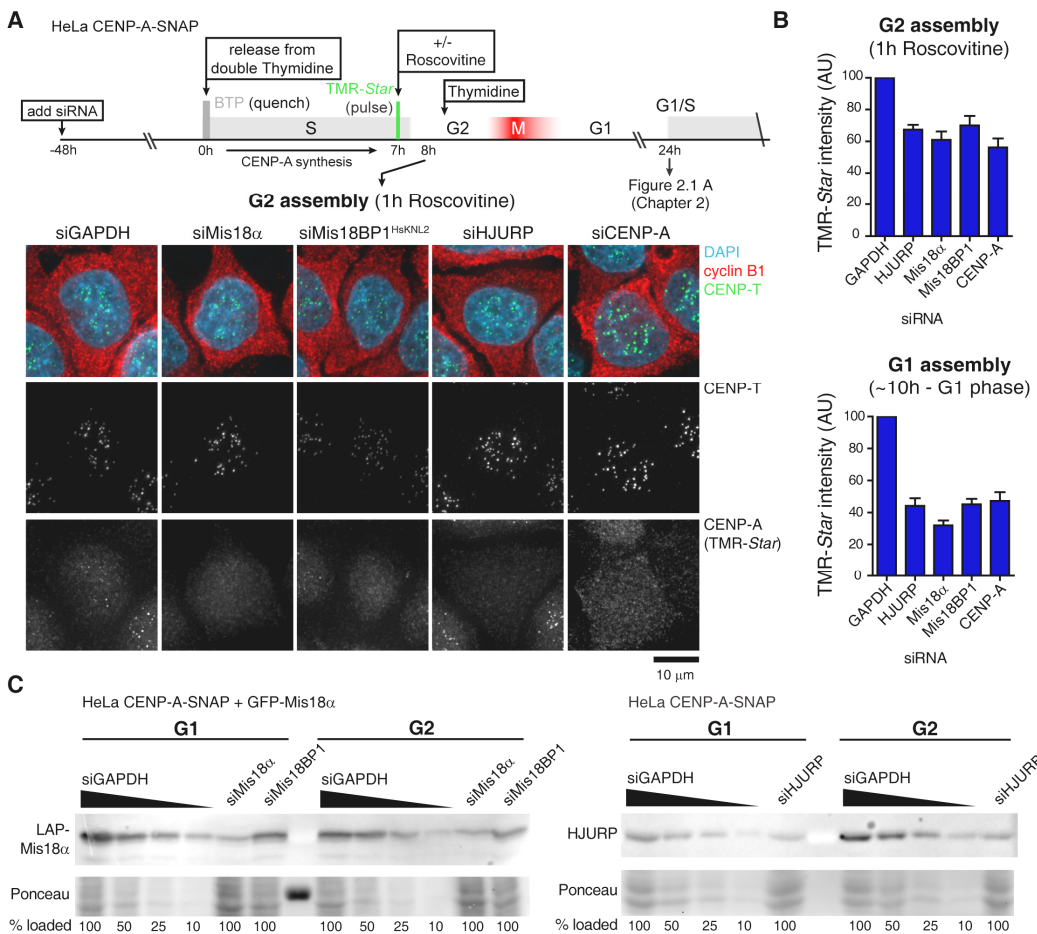 A
HeLa CENP-A-SNAP
release from
double Thymidine
+/-
Roscovitine
TMR-Star
(pulse)
Thymidine
add siRNA
BTP (quench)
S
G2
M
G1
G1/S
-48h
0h
CENP-A synthesis
7h
8h
24h
G2 assembly (1h Roscovitine)
Figure 2.1 A
(Chapter 2)
siGAPDH
siMis18α
siMis18BP1HsKNL2
siHJURP
siCENP-A
DAPI
cyclin B1
CENP-T
CENP-T
CENP-A
(TMR-Star)
10 μm
B
G2 assembly
(1h Roscovitine)
TMR-Star intensity (AU)
100
80
60
40
20
0
GAPDH
HJURP
Mis18α
Mis18BP1
CENP-A
siRNA
G1 assembly
(~10h - G1 phase)
TMR-Star intensity (AU)
100
80
60
40
20
0
GAPDH
HJURP
Mis18α
Mis18BP1
CENP-A
siRNA
C
HeLa CENP-A-SNAP + GFP-Mis18α
G1
G2
siGAPDH
siMis18α
siMis18BP1
siGAPDH
siMis18α
siMis18BP1
LAP-
Mis18α
Ponceau
% loaded 100 50 25 10 100 100 100 50 25 10 100 100
HeLa CENP-A-SNAP
G1
G2
siGAPDH
siHJURP
siGAPDH
siHJURP
HJURP
Ponceau
% loaded 100 50 25 10 100 100 50 25 10 100